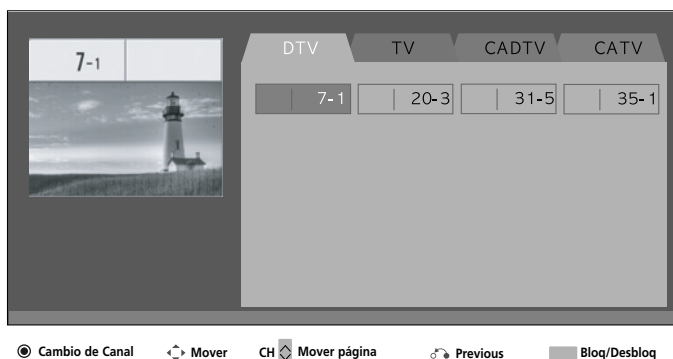 7-1
DTV TV CADTV CATV
7-1 20-3 31-5 35-1
Cambio de Canal Mover CH Mover página Previous Bloq/Desbloq